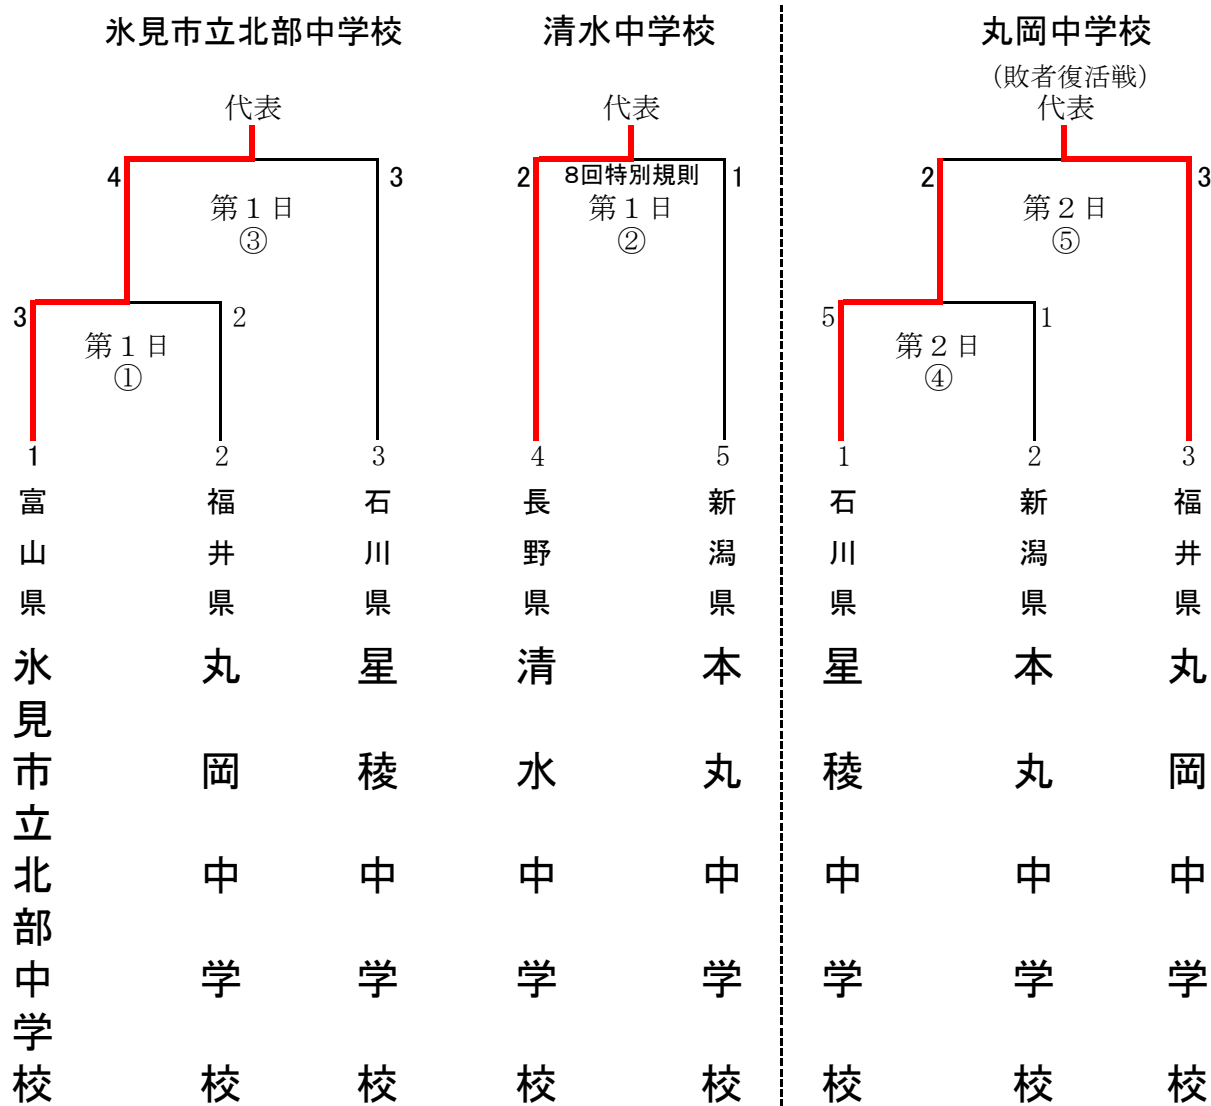 氷見市立北部中学校
清水中学校
丸岡中学校
（敗者復活戦）
代表
代表
代表
4
3
2
8回特別規則
1
2
3
第１日
③
第１日
②
第２日
⑤
3
2
5
1
第１日
①
第２日
④
1
2
3
4
5
1
2
3
富山県
福井県
石川県
長野県
新潟県
石川県
新潟県
福井県
氷見市立北部中学校
丸岡中学校
星稜中学校
清水中学校
本丸中学校
星稜中学校
本丸中学校
丸岡中学校